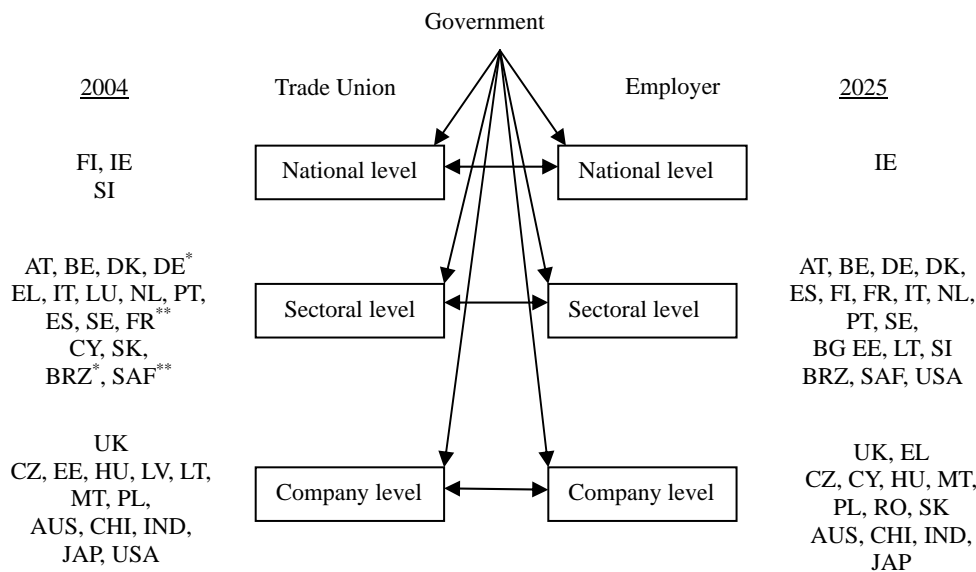 Government
2004
Trade Union
Employer
2025
FI, IE
SI
National level
National level
IE
AT, BE, DK, DE*
EL, IT, LU, NL, PT,
ES, SE, FR**
CY, SK,
BRZ*, SAF**
Sectoral level
Sectoral level
AT, BE, DE, DK,
ES, FI, FR, IT, NL,
PT, SE,
BG EE, LT, SI
BRZ, SAF, USA
UK
CZ, EE, HU, LV, LT,
MT, PL,
AUS, CHI, IND,
JAP, USA
Company level
Company level
UK, EL
CZ, CY, HU, MT,
PL, RO, SK
AUS, CHI, IND,
JAP